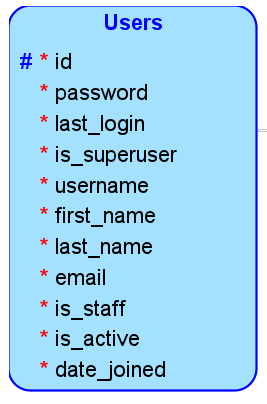 Users
# * id
* password
* last_login
* is_superuser
* username
* first_name
* last_name
* email
* is_staff
* is_active
* date_joined